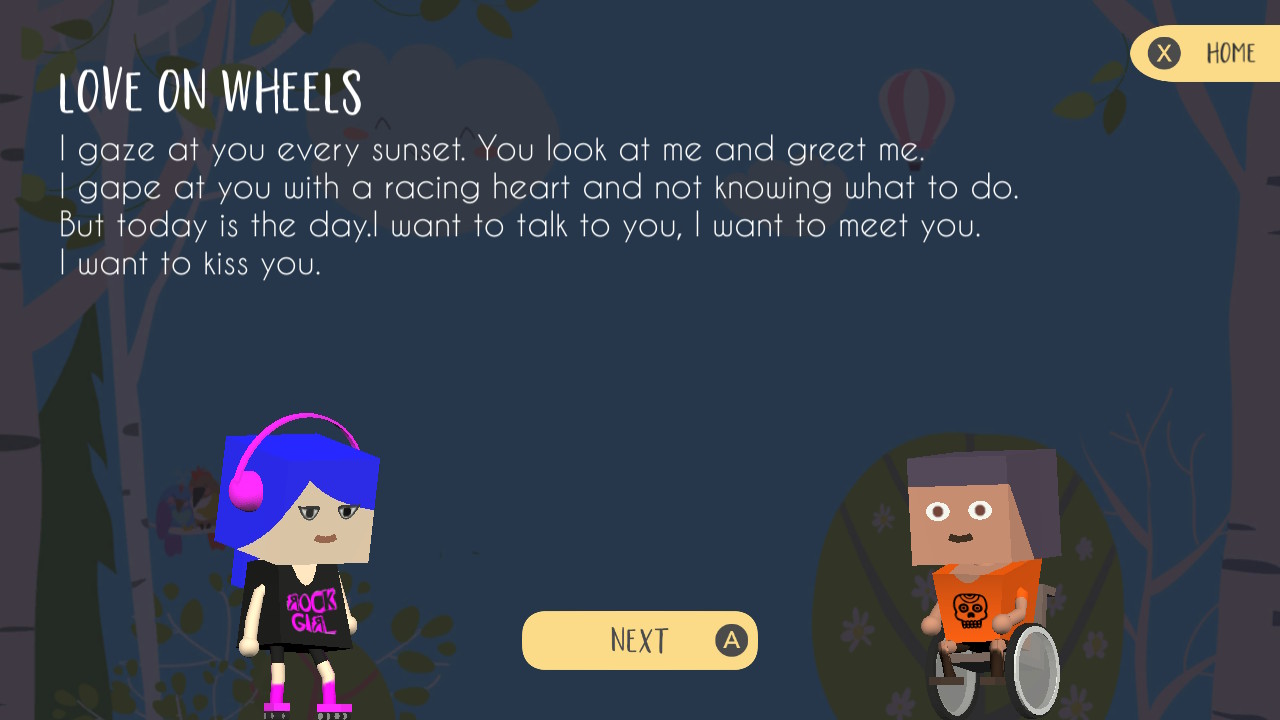 X HOME
LOVE ON WHEELS
I gaze at you every sunset. You look at me and greet me.
I gape at you with a racing heart and not knowing what to do.
But today is the day.I want to talk to you, I want to meet you.
I want to kiss you.
ROCK
GIRL
NEXT A